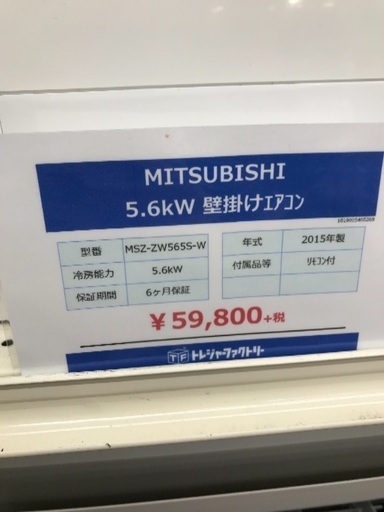 MITSUBISHI
5.6kW 壁掛けｴｱｺﾝ
型番 MSZ-ZW565S-W
冷房能力 5.6kW
保証期間 6ヶ月保証
年式 2015年製
付属品等 ﾘﾓｺﾝ付
￥59,800+税
TF トレジャーファクトリー